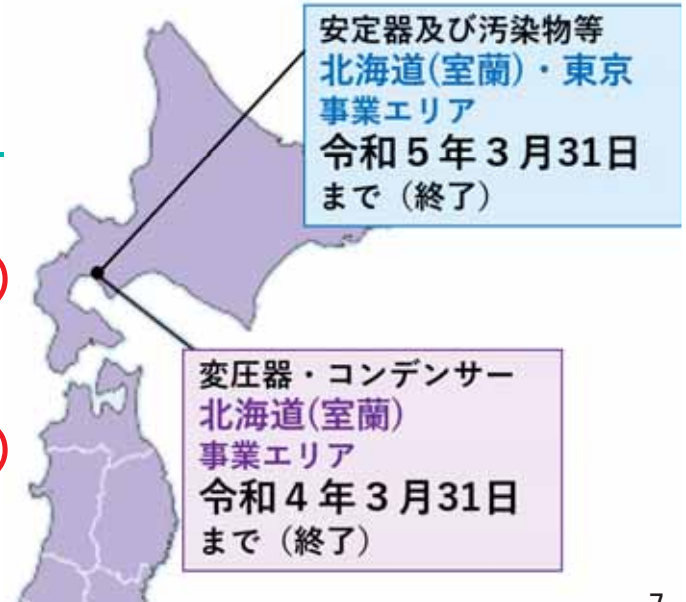 安定器及び汚染物等
北海道(室蘭)・東京
事業エリア
令和5年3月31日
まで(終了)
変圧器・コンデンサー
北海道(室蘭)
事業エリア
令和4年3月31日
まで(終了)
7